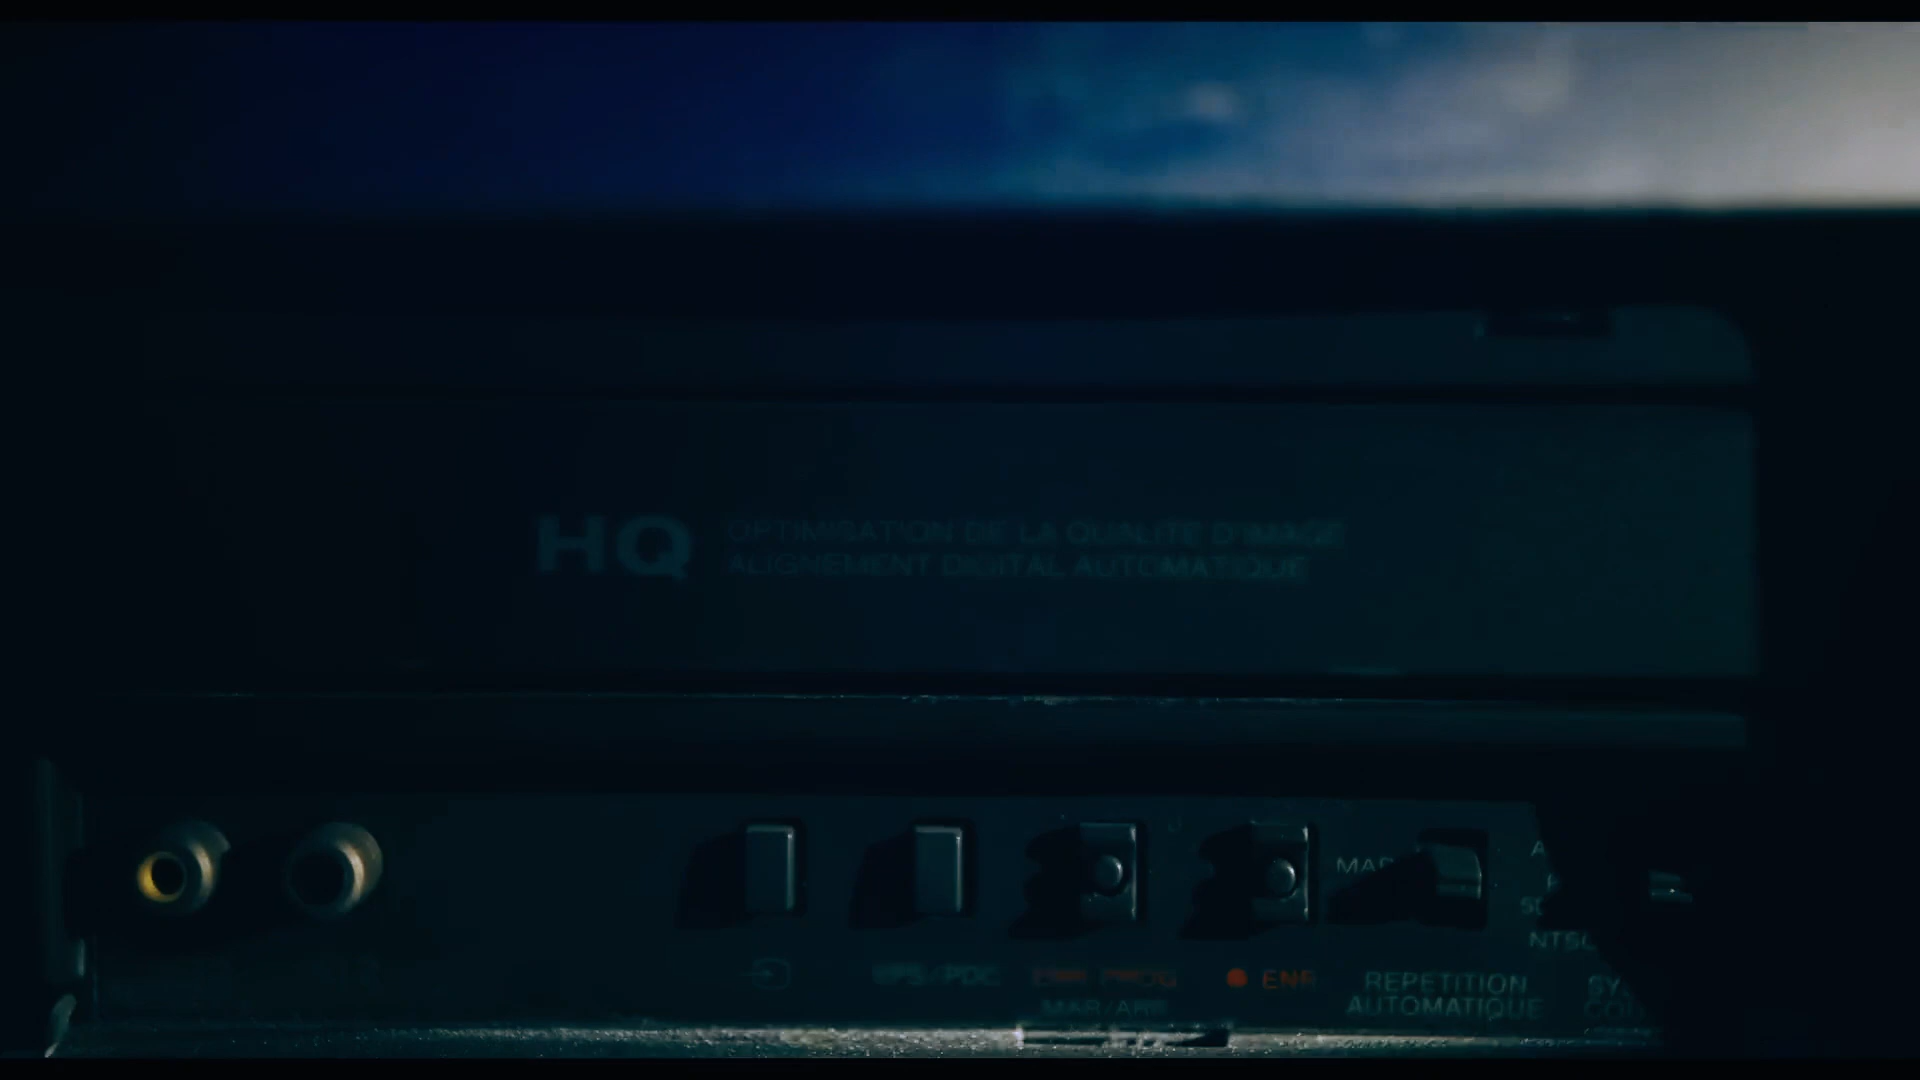 HQ
OPTIMISATION DE LA QUALITE D'IMAGE
ALIGNEMENT DIGITAL AUTOMATIQUE
MAR
NTSC
VPS/PDC
ENR PROG
MAR/ARR
ENR
REPETITION
AUTOMATIQUE